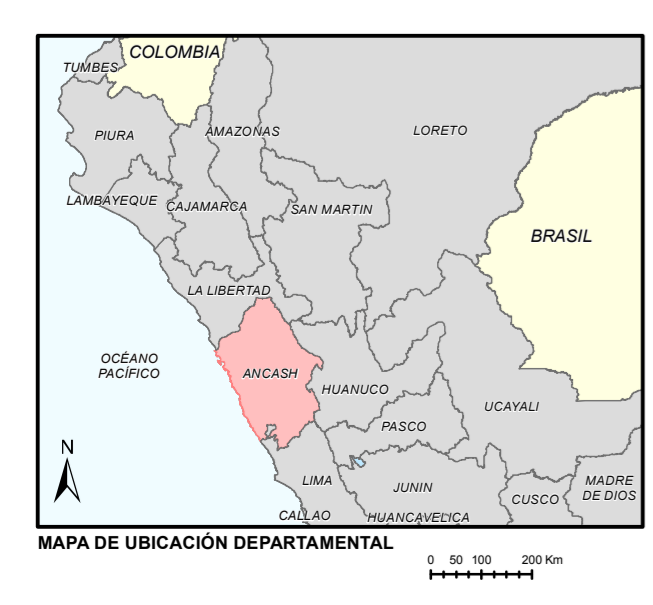 COLOMBIA
TUMBES
PIURA
AMAZONAS
LORETO
LAMBAYEQUE
CAJAMARCA
SAN MARTIN
BRASIL
LA LIBERTAD
OCÉANO
PACÍFICO
ANCASH
HUANUCO
UCAYALI
PASCO
N
LIMA
JUNIN
MADRE
DE DIOS
CUSCO
CALLAO
HUANCAVELICA
MAPA DE UBICACIÓN DEPARTAMENTAL
0 50 100 200 Km